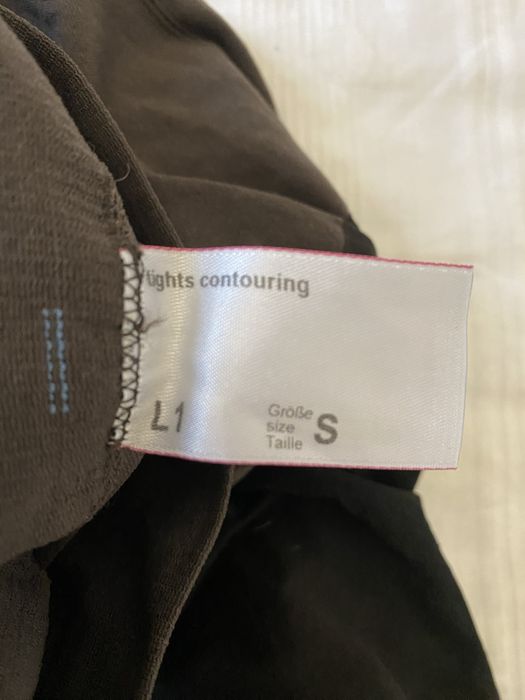 tights contouring
L1
Größe
size
Taille
S